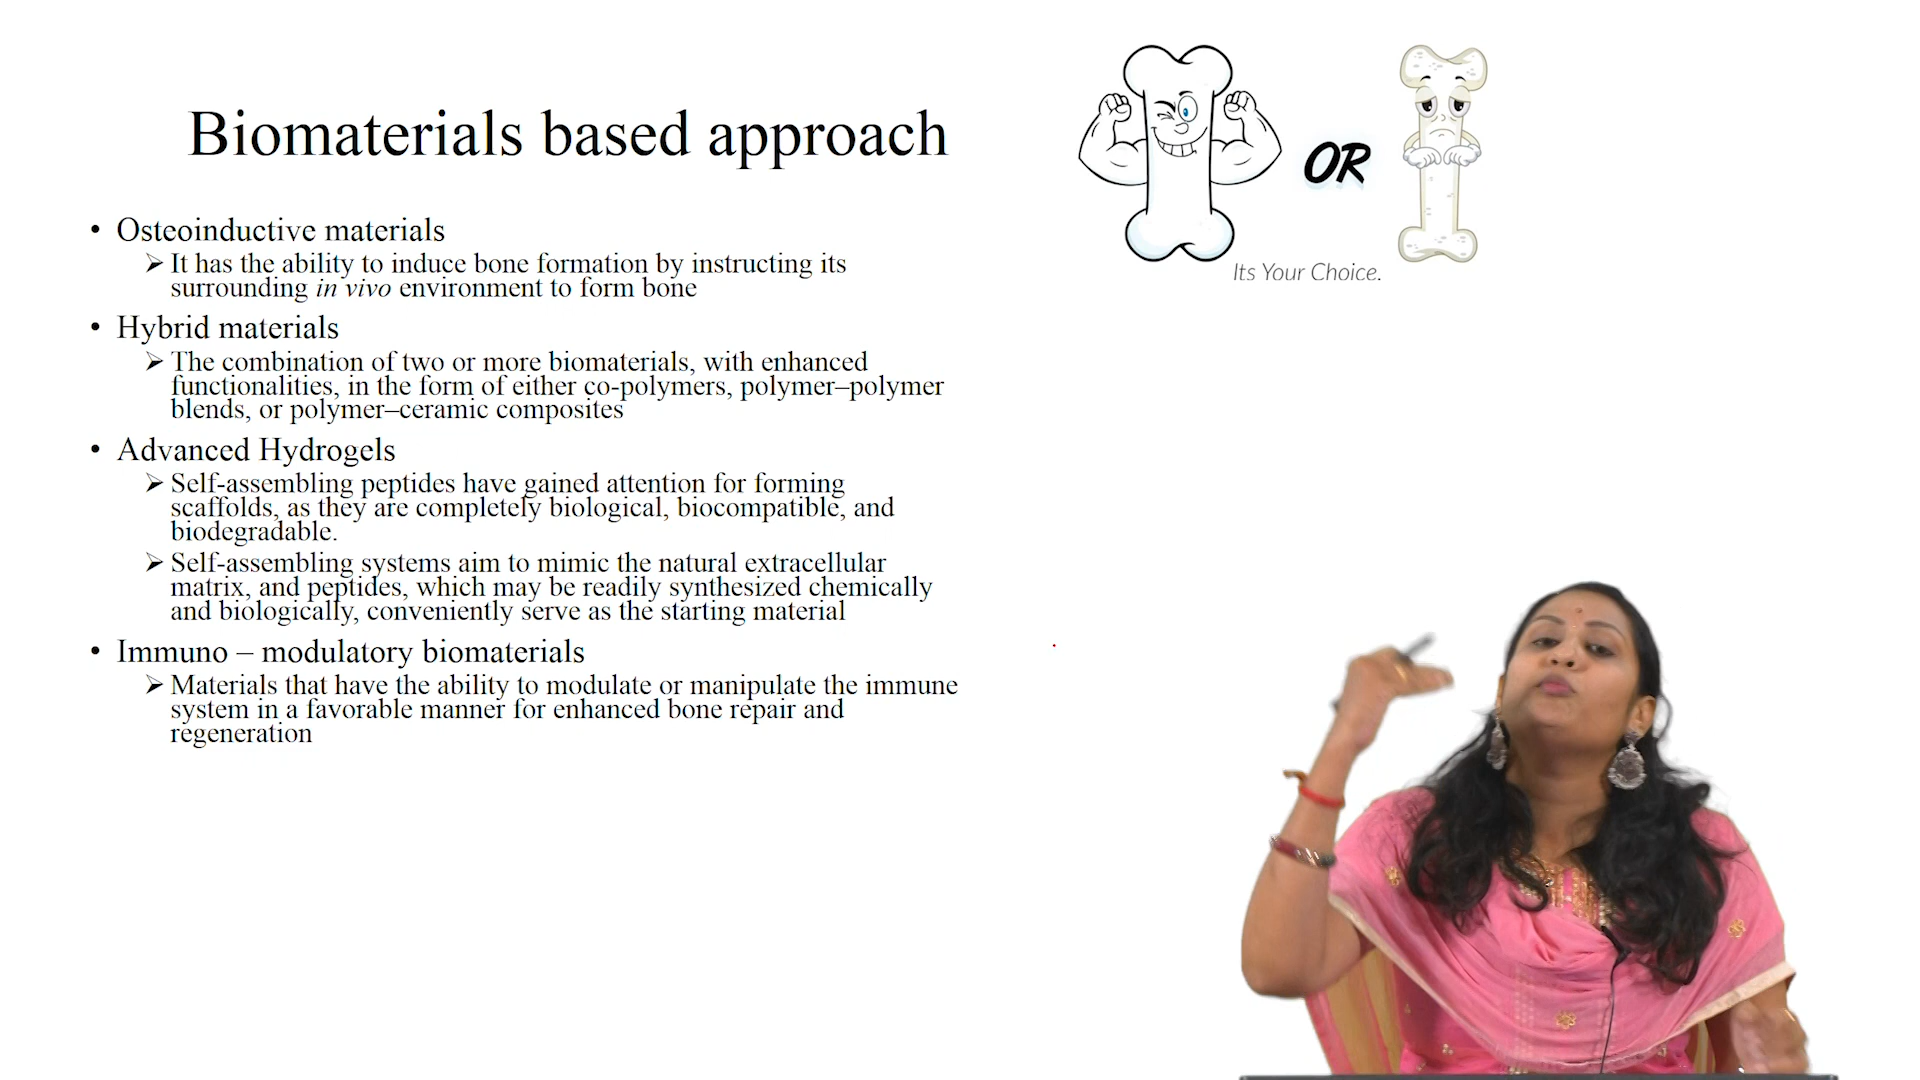 Biomaterials based approach
OR
Its Your Choice.
• Osteoinductive materials
➢ It has the ability to induce bone formation by instructing its
surrounding in vivo environment to form bone
• Hybrid materials
➢ The combination of two or more biomaterials, with enhanced
functionalities, in the form of either co-polymers, polymer–polymer
blends, or polymer–ceramic composites
• Advanced Hydrogels
➢ Self-assembling peptides have gained attention for forming
scaffolds, as they are completely biological, biocompatible, and
biodegradable.
➢ Self-assembling systems aim to mimic the natural extracellular
matrix, and peptides, which may be readily synthesized chemically
and biologically, conveniently serve as the starting material
• Immuno – modulatory biomaterials
➢ Materials that have the ability to modulate or manipulate the immune
system in a favorable manner for enhanced bone repair and
regeneration